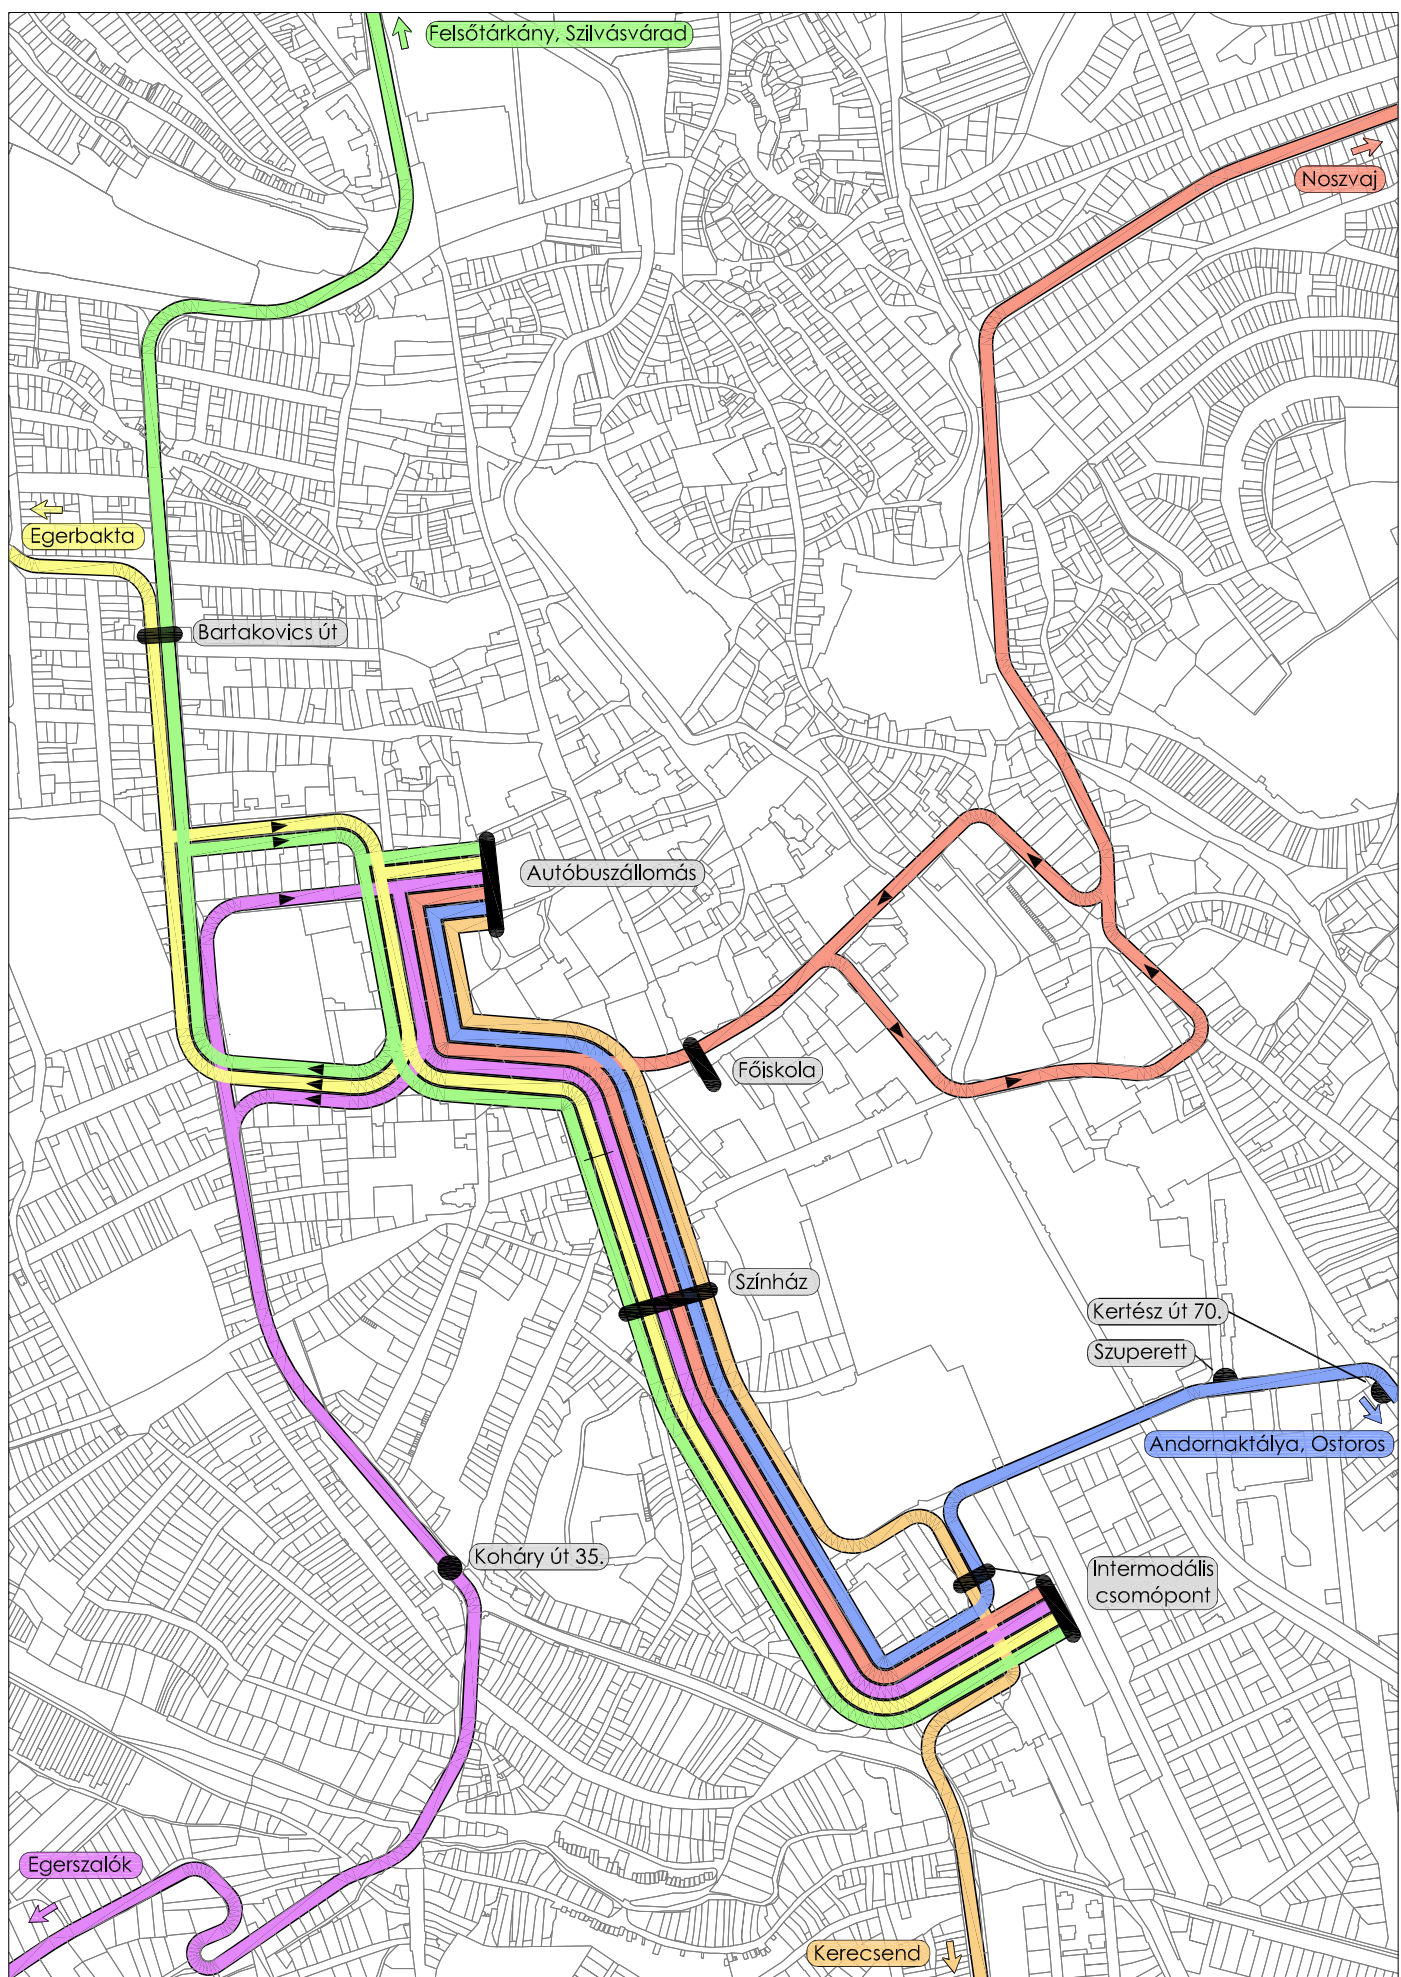 Felsőtárkány, Szilvásvárad
Noszvaj
Egerbakta
Bartakovics út
Autóbuszállomás
Főiskola
Színház
Kertész út 70.
Szuperett
Andornaktálya, Ostoros
Koháry út 35.
Intermodális
csomópont
Egerszalók
Kerecsend